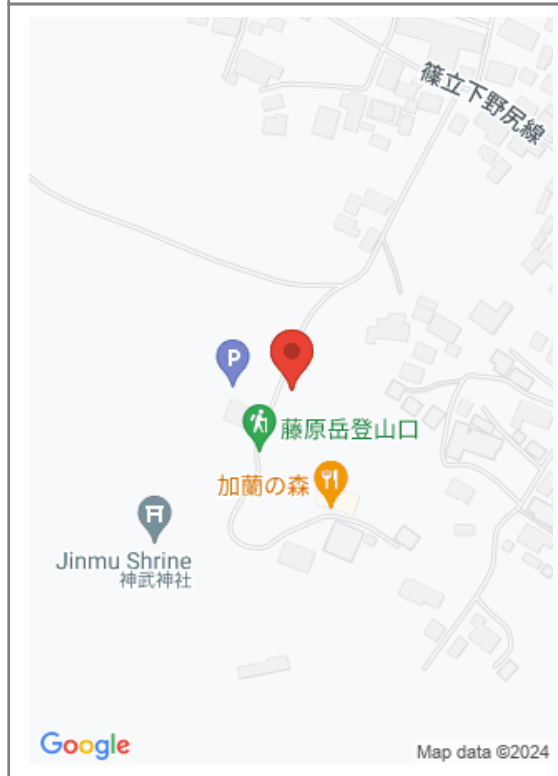 篠立下野尻線
P
藤原岳登山口
加蘭の森
Jinmu Shrine
神武神社
Google
Map data ©2024